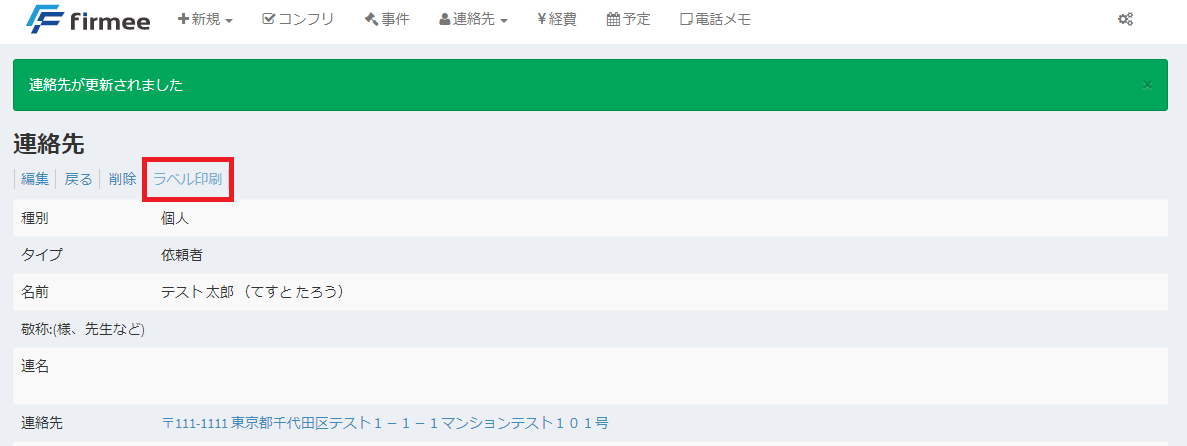 firmee 新規 コンフリ 事件 連絡先 ¥経費 予定 電話メモ
連絡先が更新されました ×
連絡先
編集 戻る 削除 ラベル印刷
種別 個人
タイプ 依頼者
名前 テスト 太郎 （てすと たろう）
敬称:(様、先生など)
連名
連絡先 〒111-1111 東京都千代田区テスト１－１－１マンションテスト１０１号